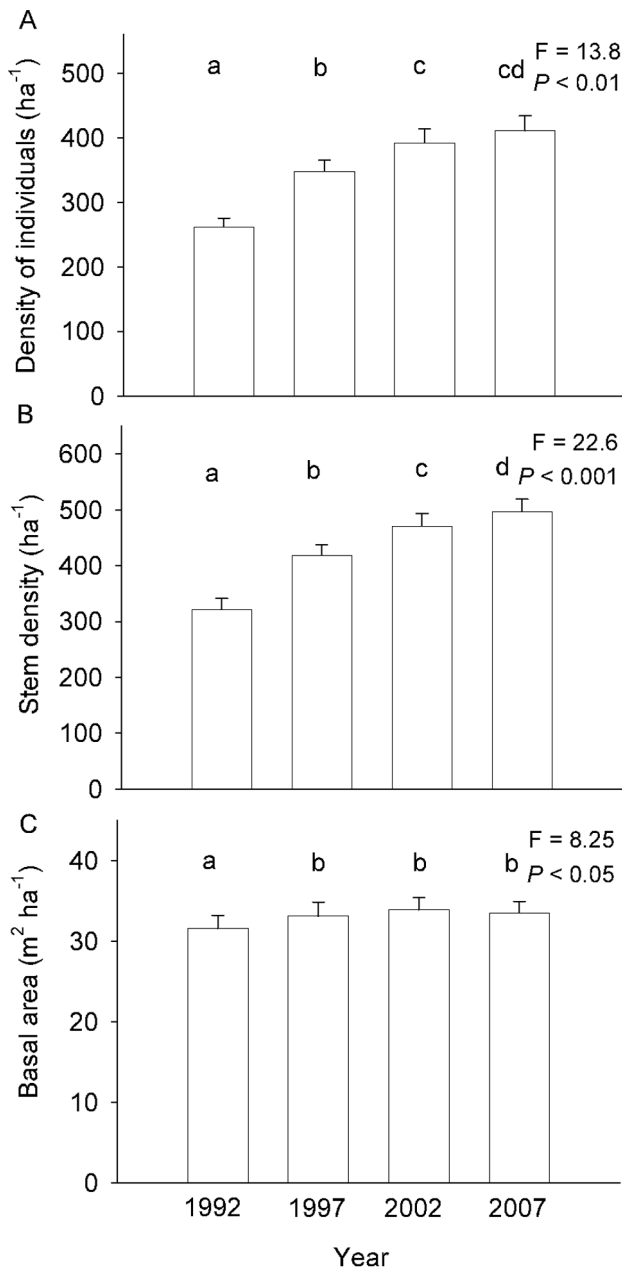 A
Density of individuals (ha⁻¹)
500
400
300
200
100
0
a b c cd
F = 13.8
P < 0.01
B
Stem density (ha⁻¹)
600
500
400
300
200
100
0
a b c d
F = 22.6
P < 0.001
C
Basal area (m² ha⁻¹)
40
30
20
10
0
a b b b
F = 8.25
P < 0.05
1992 1997 2002 2007
Year